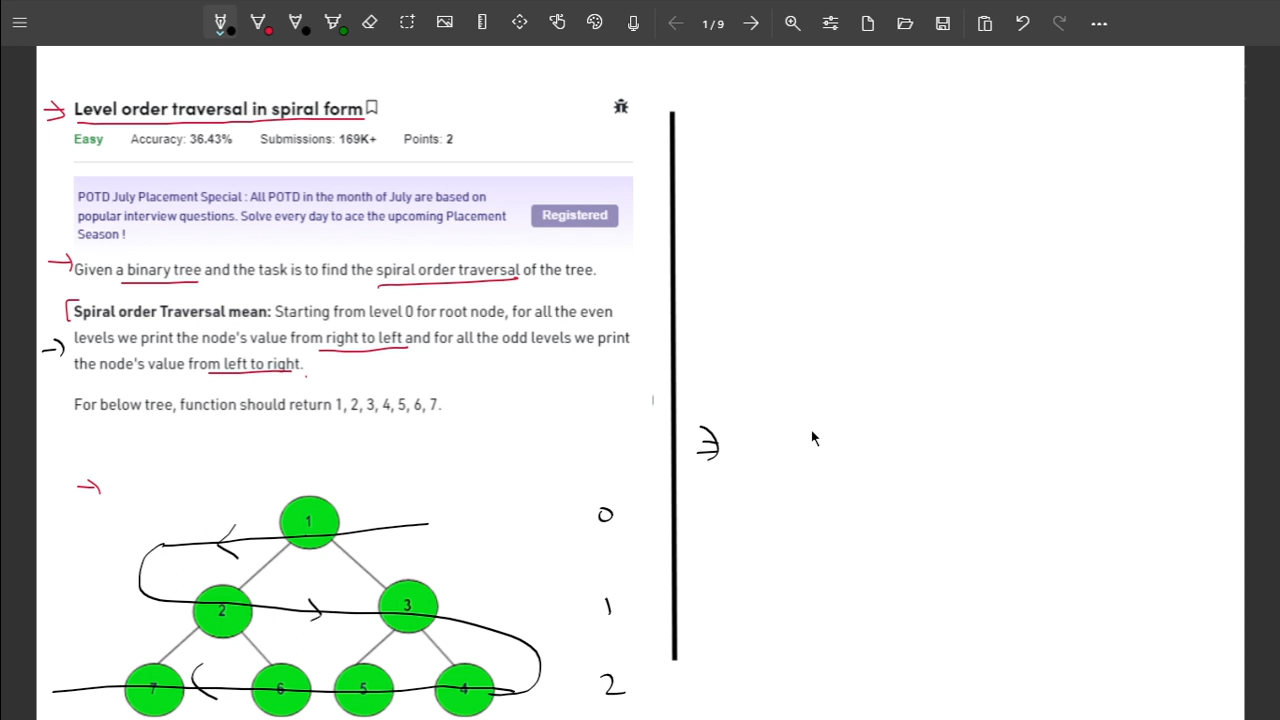 1/9
Level order traversal in spiral form
Easy Accuracy: 36.43% Submissions: 169K+ Points: 2
POTD July Placement Special : All POTD in the month of July are based on
popular interview questions. Solve every day to ace the upcoming Placement
Season !
Registered
Given a binary tree and the task is to find the spiral order traversal of the tree.
Spiral order Traversal mean: Starting from level 0 for root node, for all the even
levels we print the node's value from right to left and for all the odd levels we print
the node's value from left to right.
For below tree, function should return 1, 2, 3, 4, 5, 6, 7.
1 0
2 3 1
7 6 5 4 2